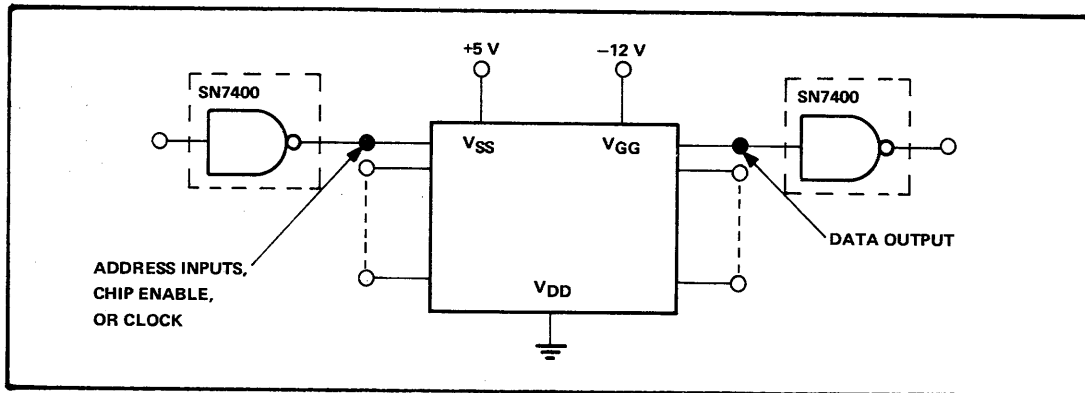 +5 V
−12 V
SN7400
SN7400
VSS
VGG
DATA OUTPUT
ADDRESS INPUTS,
CHIP ENABLE,
OR CLOCK
VDD